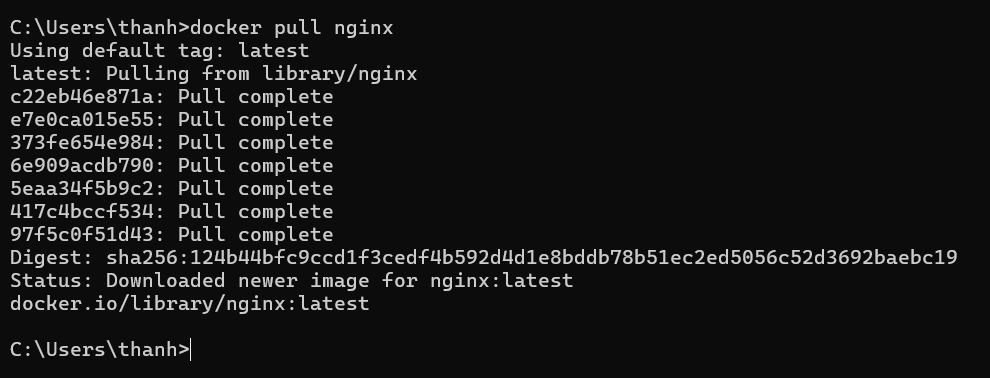 C:\Users\thanh>docker pull nginx
Using default tag: latest
latest: Pulling from library/nginx
c22eb46e871a: Pull complete
e7e0ca015e55: Pull complete
373fe654e984: Pull complete
6e909acdb790: Pull complete
5eaa34f5b9c2: Pull complete
417c4bccf534: Pull complete
97f5c0f51d43: Pull complete
Digest: sha256:124b44bfc9ccd1f3cedf4b592d4d1e8bddb78b51ec2ed5056c52d3692baebc19
Status: Downloaded newer image for nginx:latest
docker.io/library/nginx:latest
C:\Users\thanh>